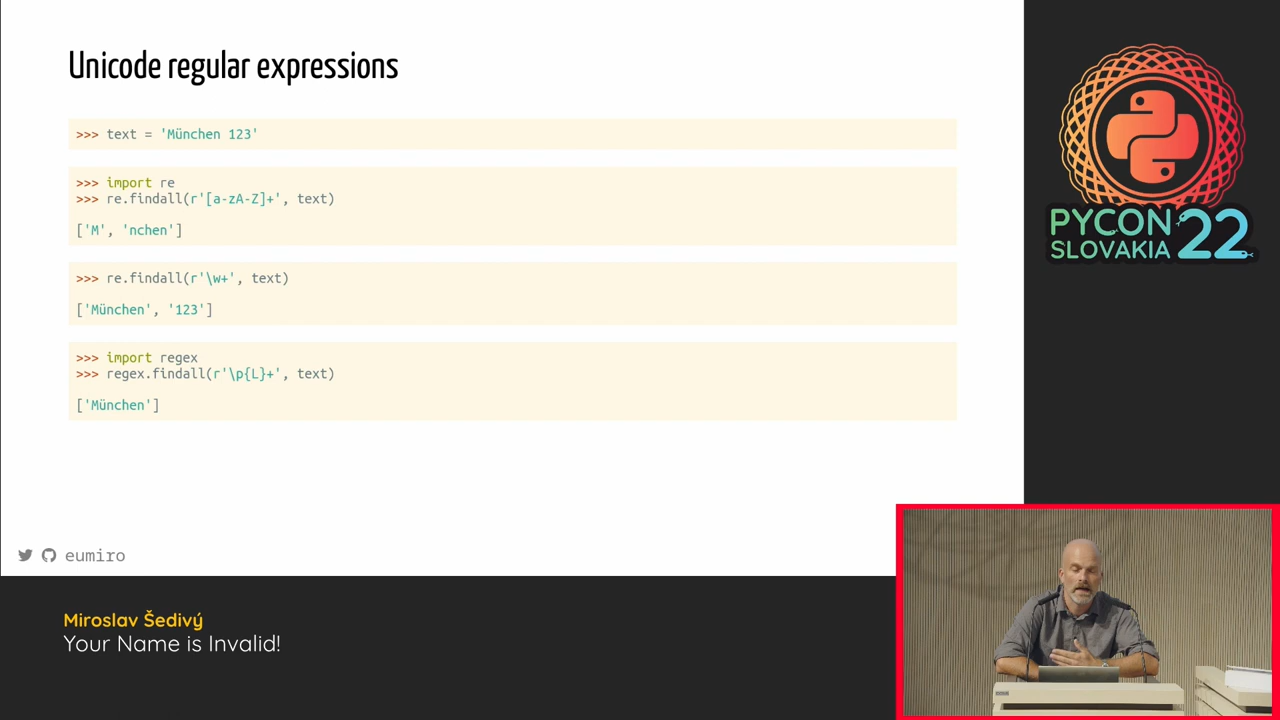 Unicode regular expressions
>>> text = 'München 123'
>>> import re
>>> re.findall(r'[a-zA-Z]+', text)
['M', 'nchen']
>>> re.findall(r'\w+', text)
['München', '123']
>>> import regex
>>> regex.findall(r'\p{L}+', text)
['München']
eumiro
PYCON
SLOVAKIA 22
Miroslav Šedivý
Your Name is Invalid!